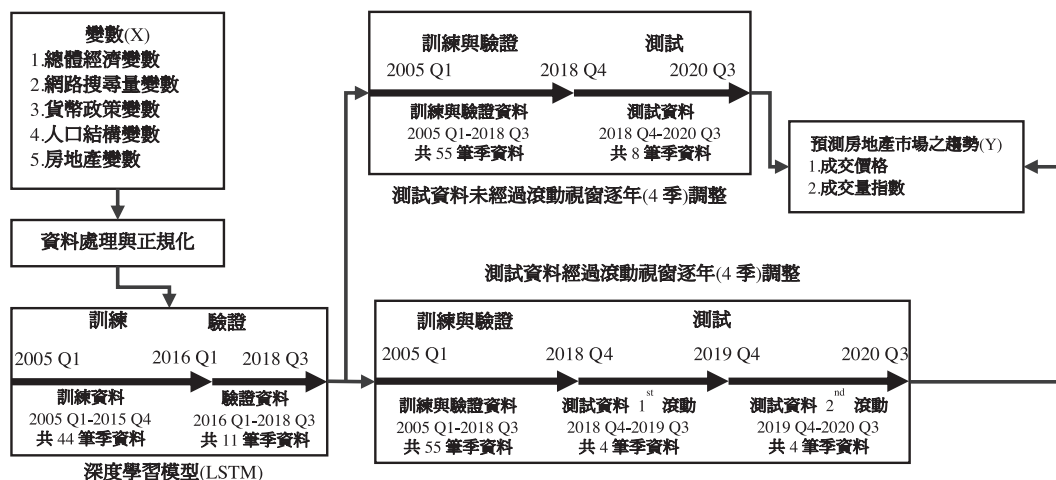 變數(X)
1.總體經濟變數
2.網路搜尋量變數
3.貨幣政策變數
4.人口結構變數
5.房地產變數
資料處理與正規化
訓練 驗證
2005 Q1 2016 Q1 2018 Q3
訓練資料 驗證資料
2005 Q1-2015 Q4 2016 Q1-2018 Q3
共 44 筆季資料 共 11 筆季資料
深度學習模型(LSTM)
訓練與驗證 測試
2005 Q1 2018 Q4 2020 Q3
訓練與驗證資料 測試資料
2005 Q1-2018 Q3 2018 Q4-2020 Q3
共 55 筆季資料 共 8 筆季資料
測試資料未經過滾動視窗逐年(4 季)調整
測試資料經過滾動視窗逐年(4 季)調整
訓練與驗證 測試
2005 Q1 2018 Q4 2019 Q4 2020 Q3
訓練與驗證資料 測試資料 1st 滾動 測試資料 2nd 滾動
2005 Q1-2018 Q3 2018 Q4-2019 Q3 2019 Q4-2020 Q3
共 55 筆季資料 共 4 筆季資料 共 4 筆季資料
預測房地產市場之趨勢(Y)
1.成交價格
2.成交量指數